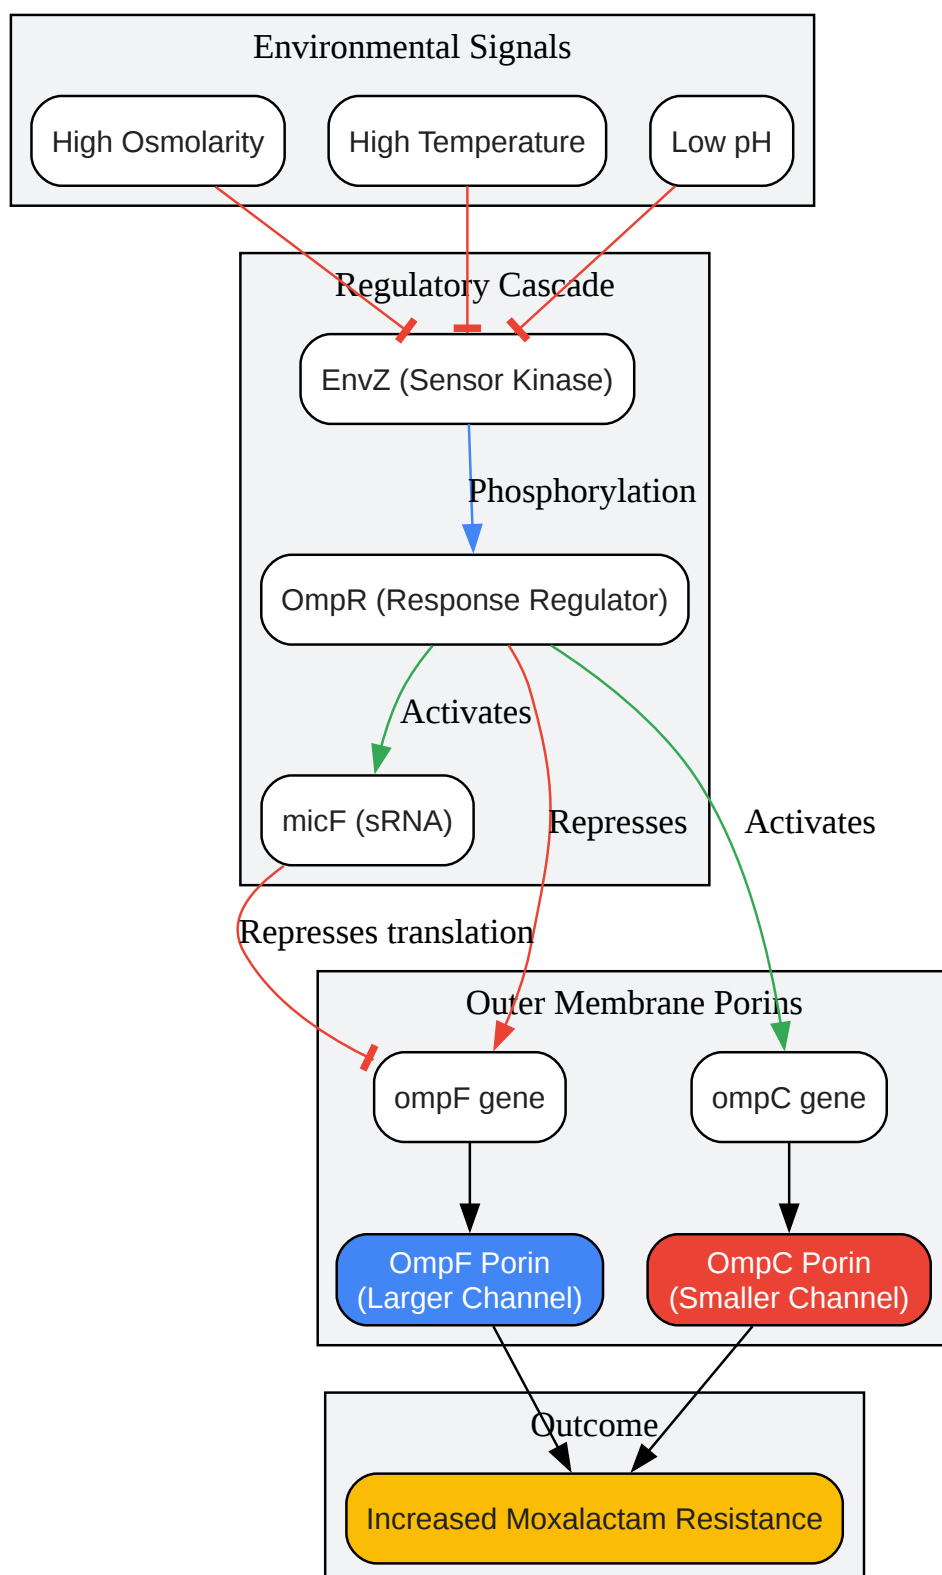 Environmental Signals
High Osmolarity
High Temperature
Low pH
Regulatory Cascade
EnvZ (Sensor Kinase)
Phosphorylation
OmpR (Response Regulator)
Activates
micF (sRNA)
Represses
Activates
Represses translation
Outer Membrane Porins
ompF gene
ompC gene
OmpF Porin
(Larger Channel)
OmpC Porin
(Smaller Channel)
Outcome
Increased Moxalactam Resistance